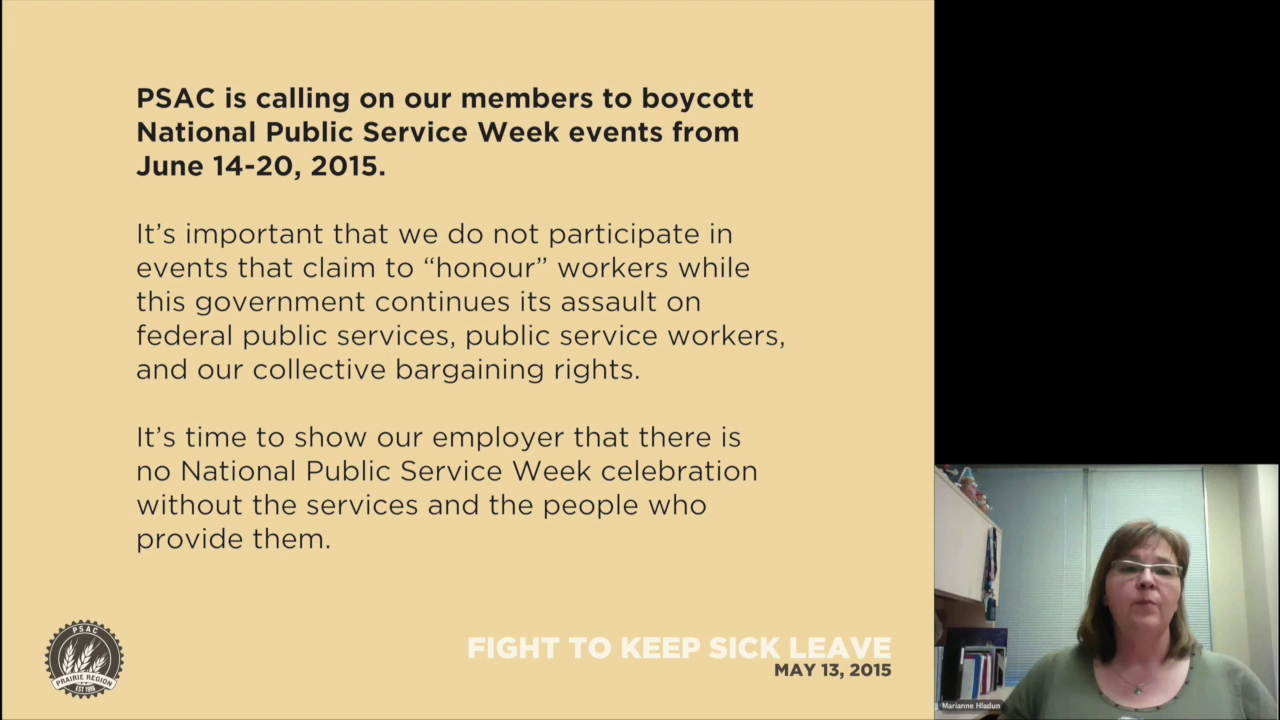 PSAC is calling on our members to boycott
National Public Service Week events from
June 14-20, 2015.
It’s important that we do not participate in
events that claim to “honour” workers while
this government continues its assault on
federal public services, public service workers,
and our collective bargaining rights.
It’s time to show our employer that there is
no National Public Service Week celebration
without the services and the people who
provide them.
PSAC
PRAIRIE REGION
FIGHT TO KEEP SICK LEAVE
MAY 13, 2015
Marianne Hladun